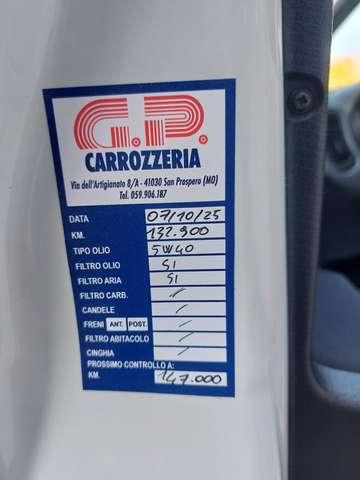 G.P.
CARROZZERIA
Via dell'Artigianato 8/A - 41030 San Prospero (MO)
Tel. 059.906.187
DATA 07/10/25
KM. 132.900
TIPO OLIO 5W40
FILTRO OLIO SI
FILTRO ARIA SI
FILTRO CARB. /
CANDELE /
FRENI ANT. POST. /
FILTRO ABITACOLO /
CINGHIA /
PROSSIMO CONTROLLO A:
KM. 147.000